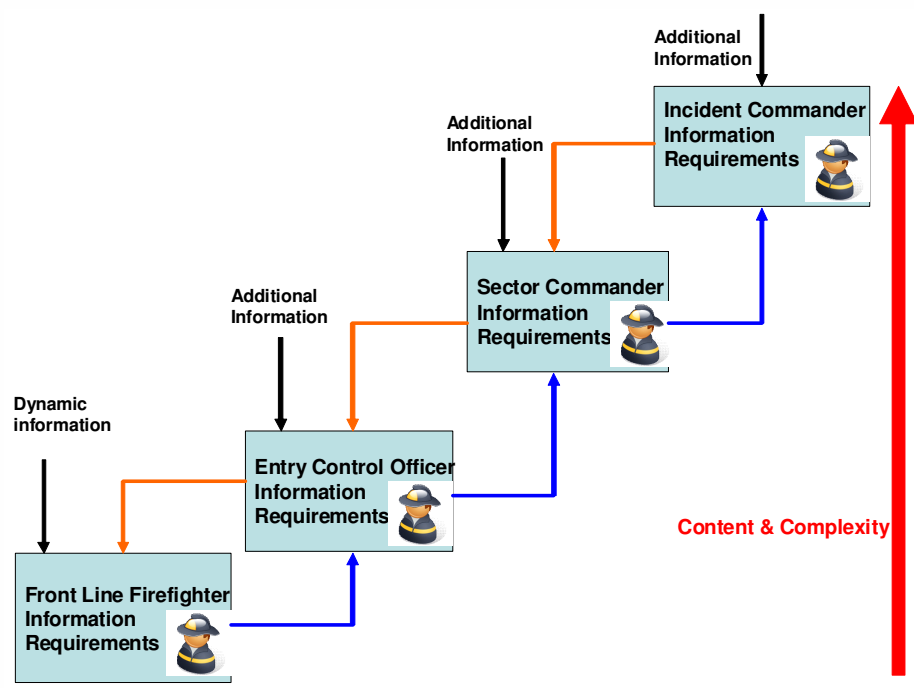 Additional
Information
Incident Commander
Information
Requirements
Additional
Information
Sector Commander
Information
Requirements
Additional
Information
Dynamic
information
Entry Control Officer
Information
Requirements
Content & Complexity
Front Line Firefighter
Information
Requirements